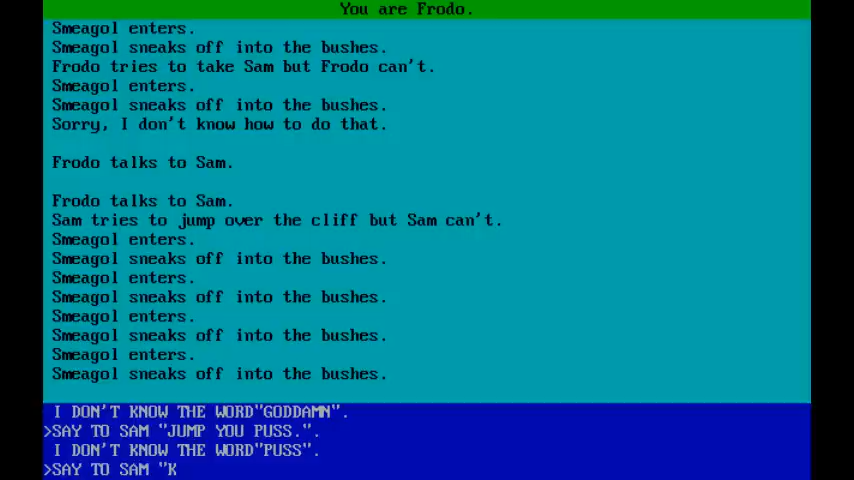 You are Frodo.
Smeagol enters.
Smeagol sneaks off into the bushes.
Frodo tries to take Sam but Frodo can't.
Smeagol enters.
Smeagol sneaks off into the bushes.
Sorry, I don't know how to do that.
Frodo talks to Sam.
Frodo talks to Sam.
Sam tries to jump over the cliff but Sam can't.
Smeagol enters.
Smeagol sneaks off into the bushes.
Smeagol enters.
Smeagol sneaks off into the bushes.
Smeagol enters.
Smeagol sneaks off into the bushes.
Smeagol enters.
Smeagol sneaks off into the bushes.
I DON'T KNOW THE WORD"GODDAMN".
>SAY TO SAM "JUMP YOU PUSS.".
I DON'T KNOW THE WORD"PUSS".
>SAY TO SAM "K